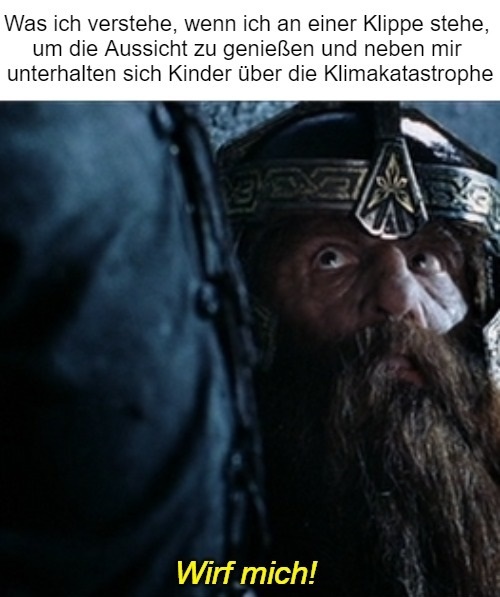 Was ich verstehe, wenn ich an einer Klippe stehe,
um die Aussicht zu genießen und neben mir
unterhalten sich Kinder über die Klimakatastrophe
Wirf mich!